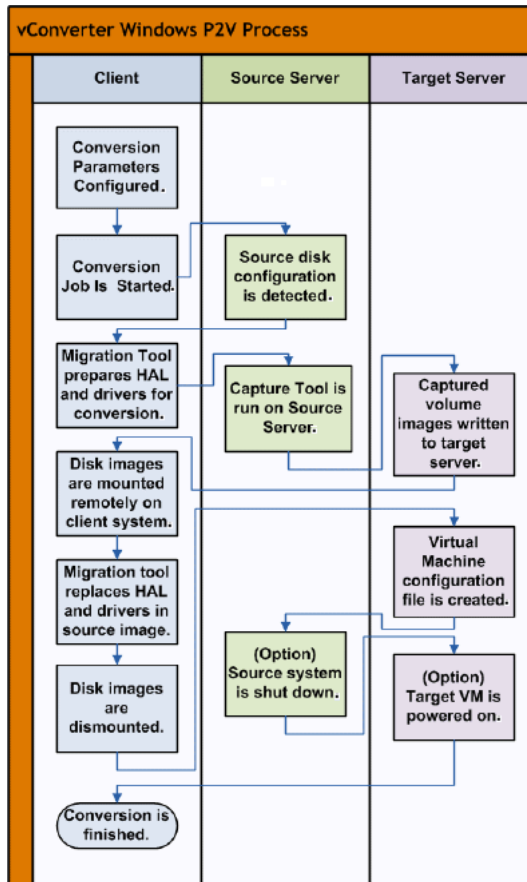 vConverter Windows P2V Process
Client
Source Server
Target Server
Conversion
Parameters
Configured.
Conversion
Job Is Started.
Source disk
configuration
is detected.
Migration Tool
prepares HAL
and drivers for
conversion.
Capture Tool is
run on Source
Server.
Captured
volume
images written
to target
server.
Disk images
are mounted
remotely on
client system.
Migration tool
replaces HAL
and drivers in
source image.
Disk images
are
dismounted.
Virtual
Machine
configuration
file is created.
(Option)
Source system
is shut down.
(Option)
Target VM is
powered on.
Conversion is
finished.